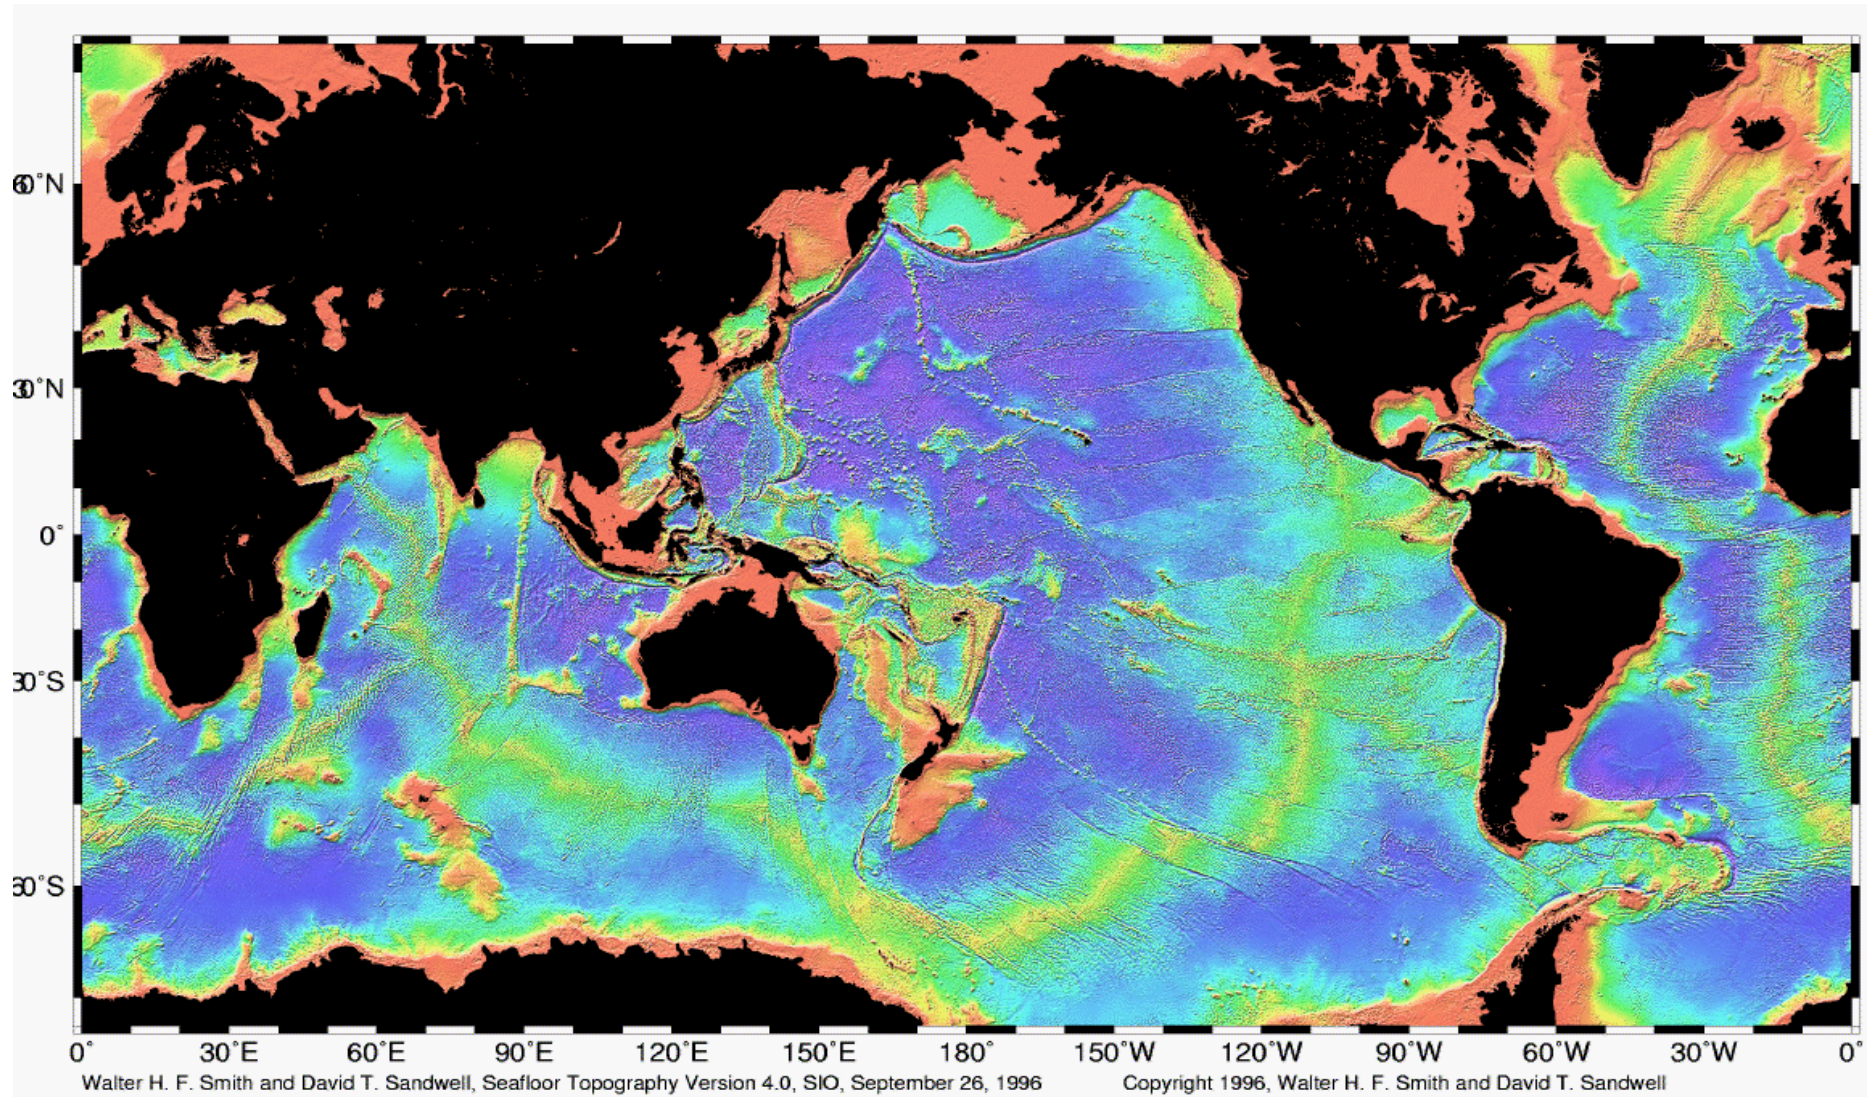 60°N
30°N
0°
30°S
60°S
0° 30°E 60°E 90°E 120°E 150°E 180° 150°W 120°W 90°W 60°W 30°W 0°
Walter H. F. Smith and David T. Sandwell, Seafloor Topography Version 4.0, SIO, September 26, 1996 Copyright 1996, Walter H. F. Smith and David T. Sandwell